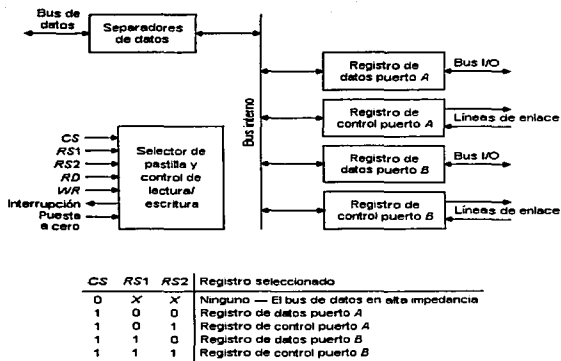 Bus de
datos
Separadores
de datos
Bus interno
Registro de
datos puerto A
Bus I/O
Registro de
control puerto A
Líneas de enlace
Registro de
datos puerto B
Bus I/O
Registro de
control puerto B
Líneas de enlace
CS
RS1
RS2
RD
WR
Interrupción
Puesta
a cero
Selector de
pastilla y
control de
lectura/
escritura
CS RS1 RS2 Registro seleccionado
0 X X Ninguno — El bus de datos en alta impedancia
1 0 0 Registro de datos puerto A
1 0 1 Registro de control puerto A
1 1 0 Registro de datos puerto B
1 1 1 Registro de control puerto B